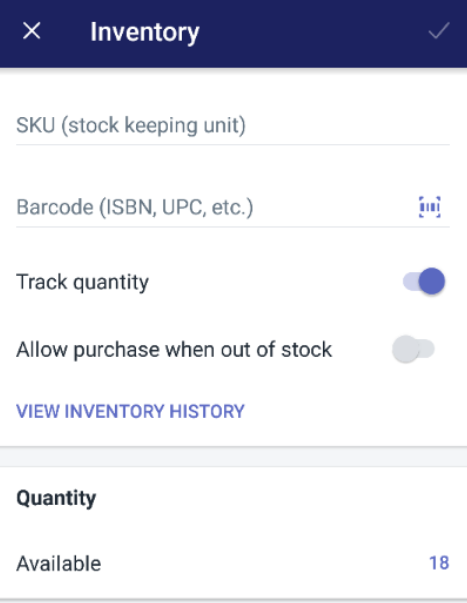 Inventory
SKU (stock keeping unit)
Barcode (ISBN, UPC, etc.)
Track quantity
Allow purchase when out of stock
VIEW INVENTORY HISTORY
Quantity
Available 18